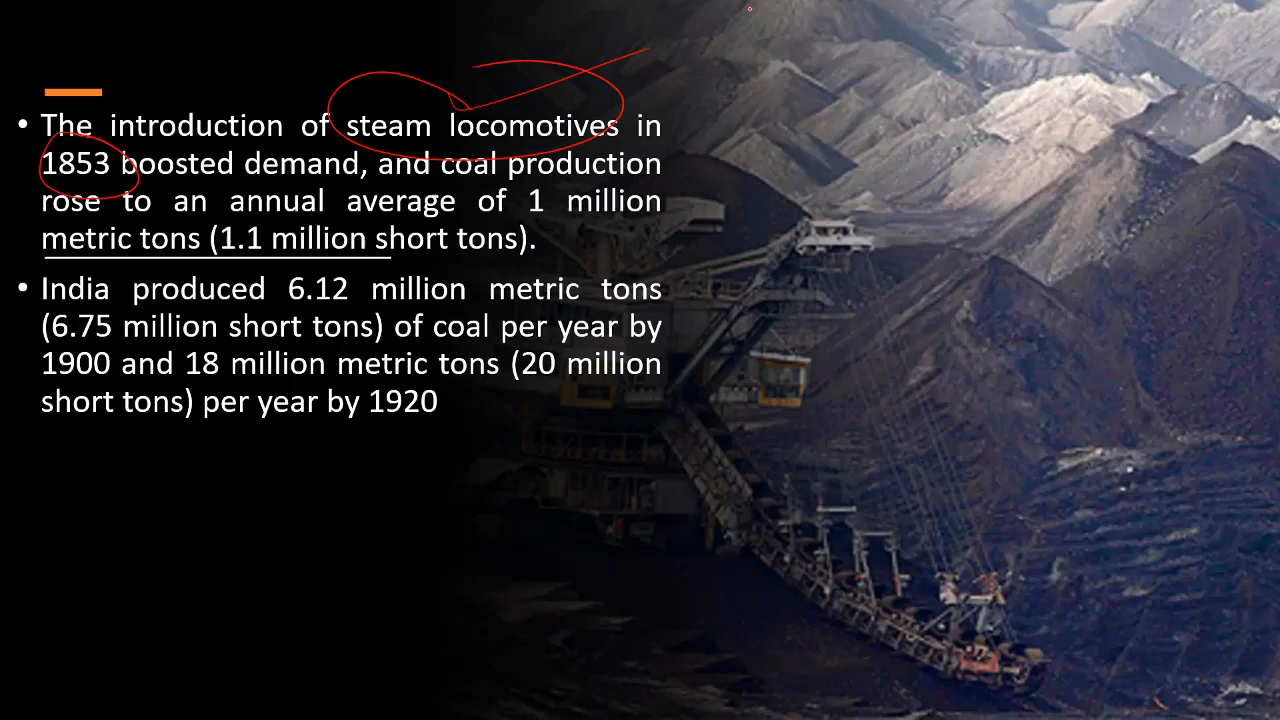 • The introduction of steam locomotives in
1853 boosted demand, and coal production
rose to an annual average of 1 million
metric tons (1.1 million short tons).
• India produced 6.12 million metric tons
(6.75 million short tons) of coal per year by
1900 and 18 million metric tons (20 million
short tons) per year by 1920